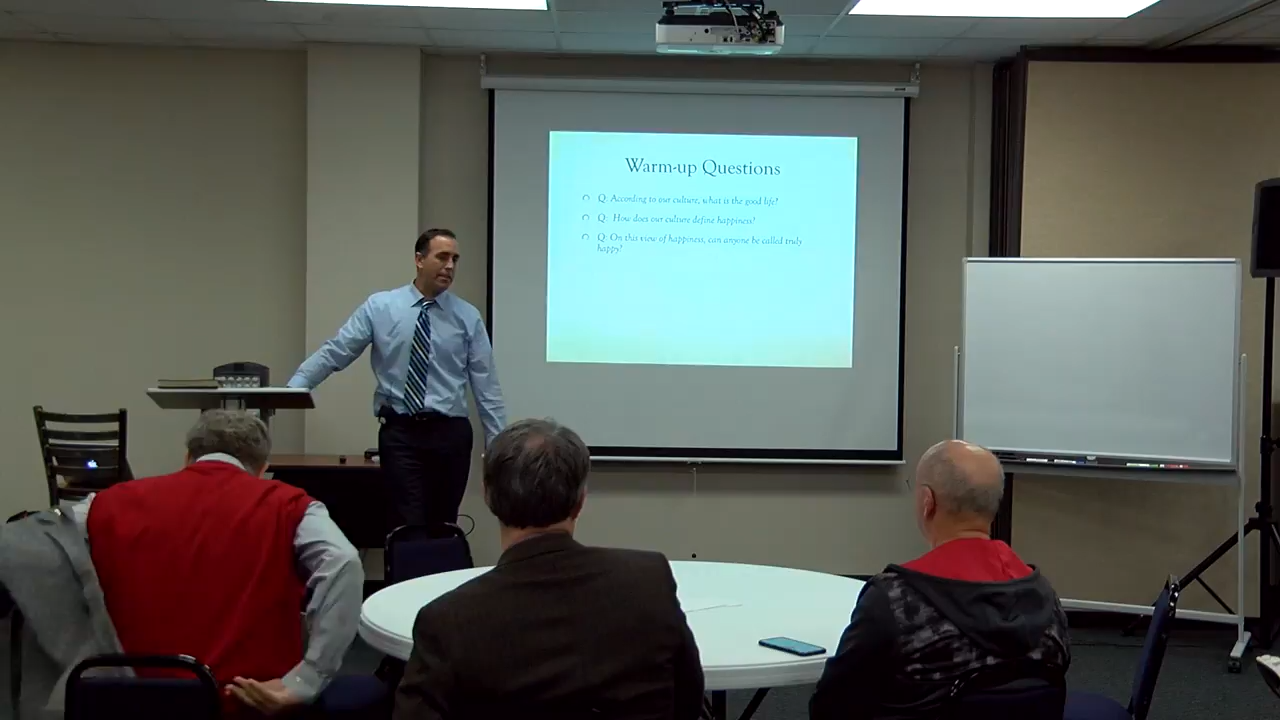 Warm-up Questions
Q: According to our culture, what is the good life?
Q: How does our culture define happiness?
Q: On this view of happiness, can anyone be called truly
happy?